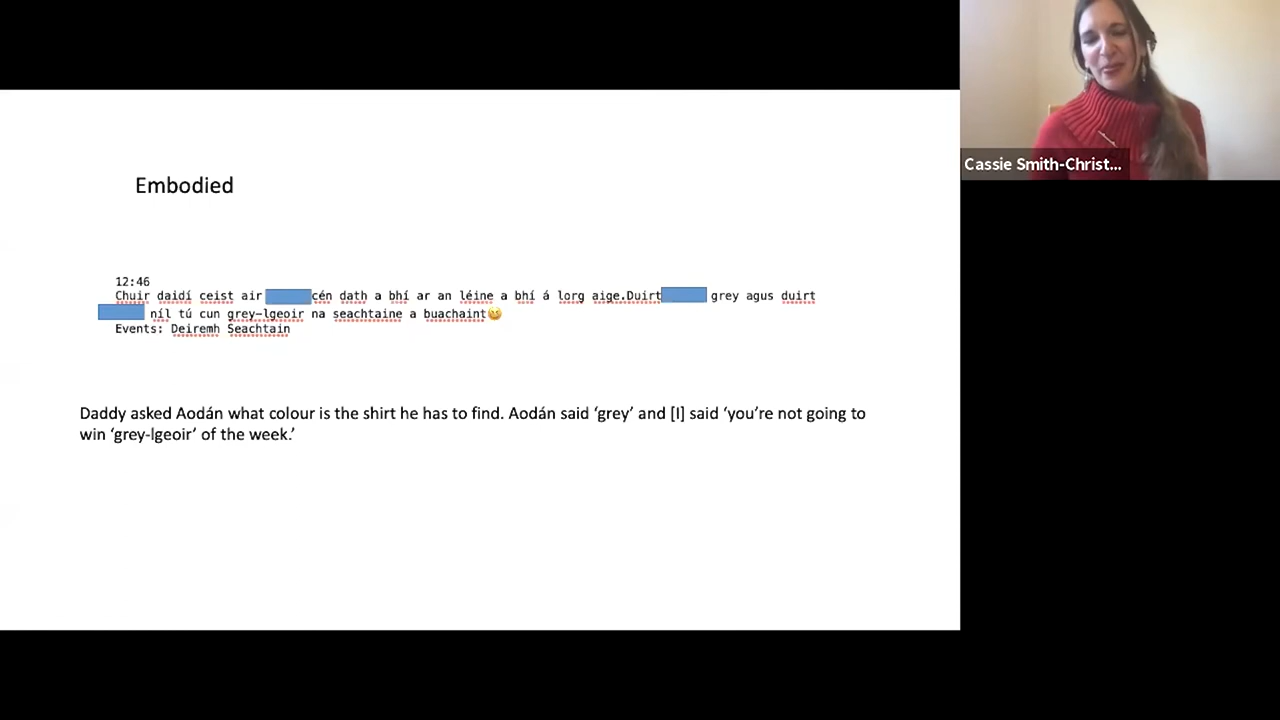 Embodied
12:46
Chuir daidí ceist air cén dath a bhí ar an léine a bhí á lorg aige.Duirt grey agus duirt
níl tú cun grey-lgeoir na seachtaine a buachaint😁
Events: Deiremh Seachtain
Daddy asked Aodán what colour is the shirt he has to find. Aodán said ‘grey’ and [I] said ‘you’re not going to
win ‘grey-lgeoir’ of the week.’
Cassie Smith-Christ...